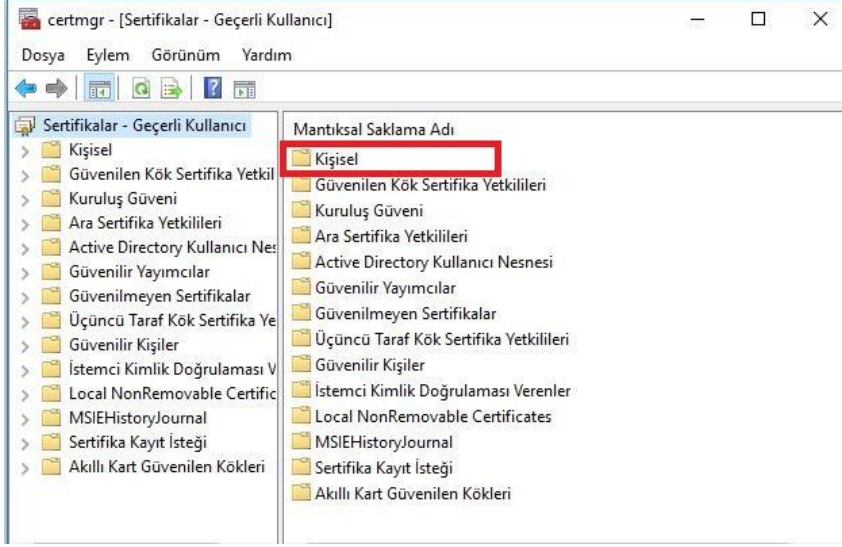 certmgr - [Sertifikalar - Geçerli Kullanıcı]
Dosya Eylem Görünüm Yardım
Sertifikalar - Geçerli Kullanıcı
Kişisel
Güvenilen Kök Sertifika Yetkil
Kuruluş Güveni
Ara Sertifika Yetkilileri
Active Directory Kullanıcı Nes
Güvenilir Yayımcılar
Güvenilmeyen Sertifikalar
Üçüncü Taraf Kök Sertifika Ye
Güvenilir Kişiler
İstemci Kimlik Doğrulaması V
Local NonRemovable Certific
MSIEHistoryJournal
Sertifika Kayıt İsteği
Akıllı Kart Güvenilen Kökleri
Mantıksal Saklama Adı
Kişisel
Güvenilen Kök Sertifika Yetkilileri
Kuruluş Güveni
Ara Sertifika Yetkilileri
Active Directory Kullanıcı Nesnesi
Güvenilir Yayımcılar
Güvenilmeyen Sertifikalar
Üçüncü Taraf Kök Sertifika Yetkilileri
Güvenilir Kişiler
İstemci Kimlik Doğrulaması Verenler
Local NonRemovable Certificates
MSIEHistoryJournal
Sertifika Kayıt İsteği
Akıllı Kart Güvenilen Kökleri